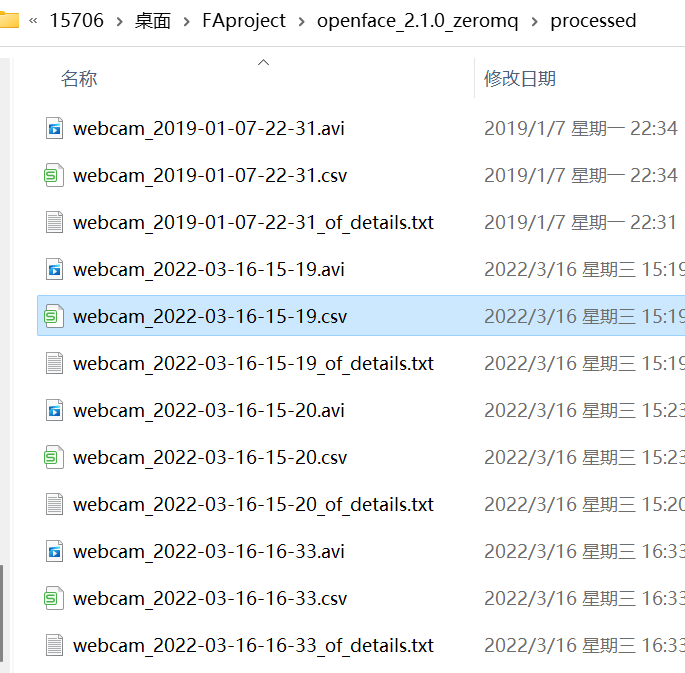 « 15706 › 桌面 › FAproject › openface_2.1.0_zeromq › processed
名称 修改日期
webcam_2019-01-07-22-31.avi 2019/1/7 星期一 22:34
webcam_2019-01-07-22-31.csv 2019/1/7 星期一 22:34
webcam_2019-01-07-22-31_of_details.txt 2019/1/7 星期一 22:31
webcam_2022-03-16-15-19.avi 2022/3/16 星期三 15:19
webcam_2022-03-16-15-19.csv 2022/3/16 星期三 15:19
webcam_2022-03-16-15-19_of_details.txt 2022/3/16 星期三 15:19
webcam_2022-03-16-15-20.avi 2022/3/16 星期三 15:23
webcam_2022-03-16-15-20.csv 2022/3/16 星期三 15:23
webcam_2022-03-16-15-20_of_details.txt 2022/3/16 星期三 15:20
webcam_2022-03-16-16-33.avi 2022/3/16 星期三 16:33
webcam_2022-03-16-16-33.csv 2022/3/16 星期三 16:33
webcam_2022-03-16-16-33_of_details.txt 2022/3/16 星期三 16:33